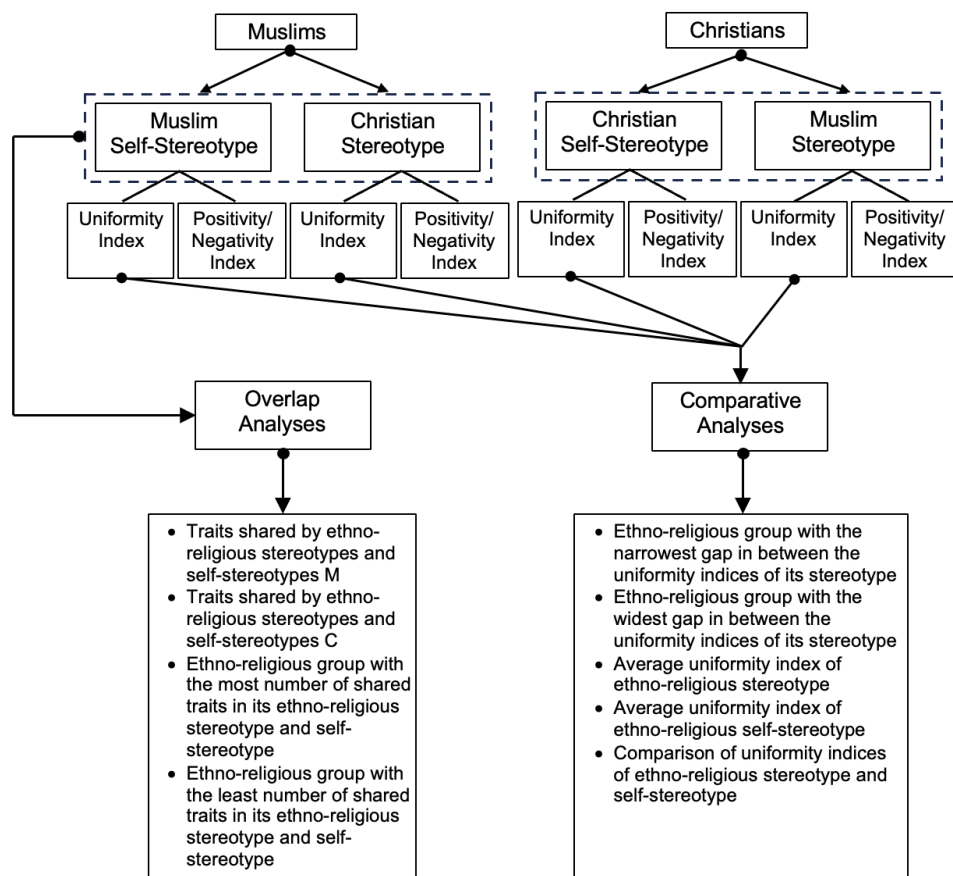 Muslims
Christians
Muslim
Self-Stereotype
Christian
Stereotype
Christian
Self-Stereotype
Muslim
Stereotype
Uniformity
Index
Positivity/
Negativity
Index
Uniformity
Index
Positivity/
Negativity
Index
Uniformity
Index
Positivity/
Negativity
Index
Uniformity
Index
Positivity/
Negativity
Index
Overlap
Analyses
Comparative
Analyses
• Traits shared by ethno-
religious stereotypes and
self-stereotypes M
• Traits shared by ethno-
religious stereotypes and
self-stereotypes C
• Ethno-religious group with
the most number of shared
traits in its ethno-religious
stereotype and self-
stereotype
• Ethno-religious group with
the least number of shared
traits in its ethno-religious
stereotype and self-
stereotype
• Ethno-religious group with the
narrowest gap in between the
uniformity indices of its stereotype
• Ethno-religious group with the
widest gap in between the
uniformity indices of its stereotype
• Average uniformity index of
ethno-religious stereotype
• Average uniformity index of
ethno-religious self-stereotype
• Comparison of uniformity indices
of ethno-religious stereotype and
self-stereotype